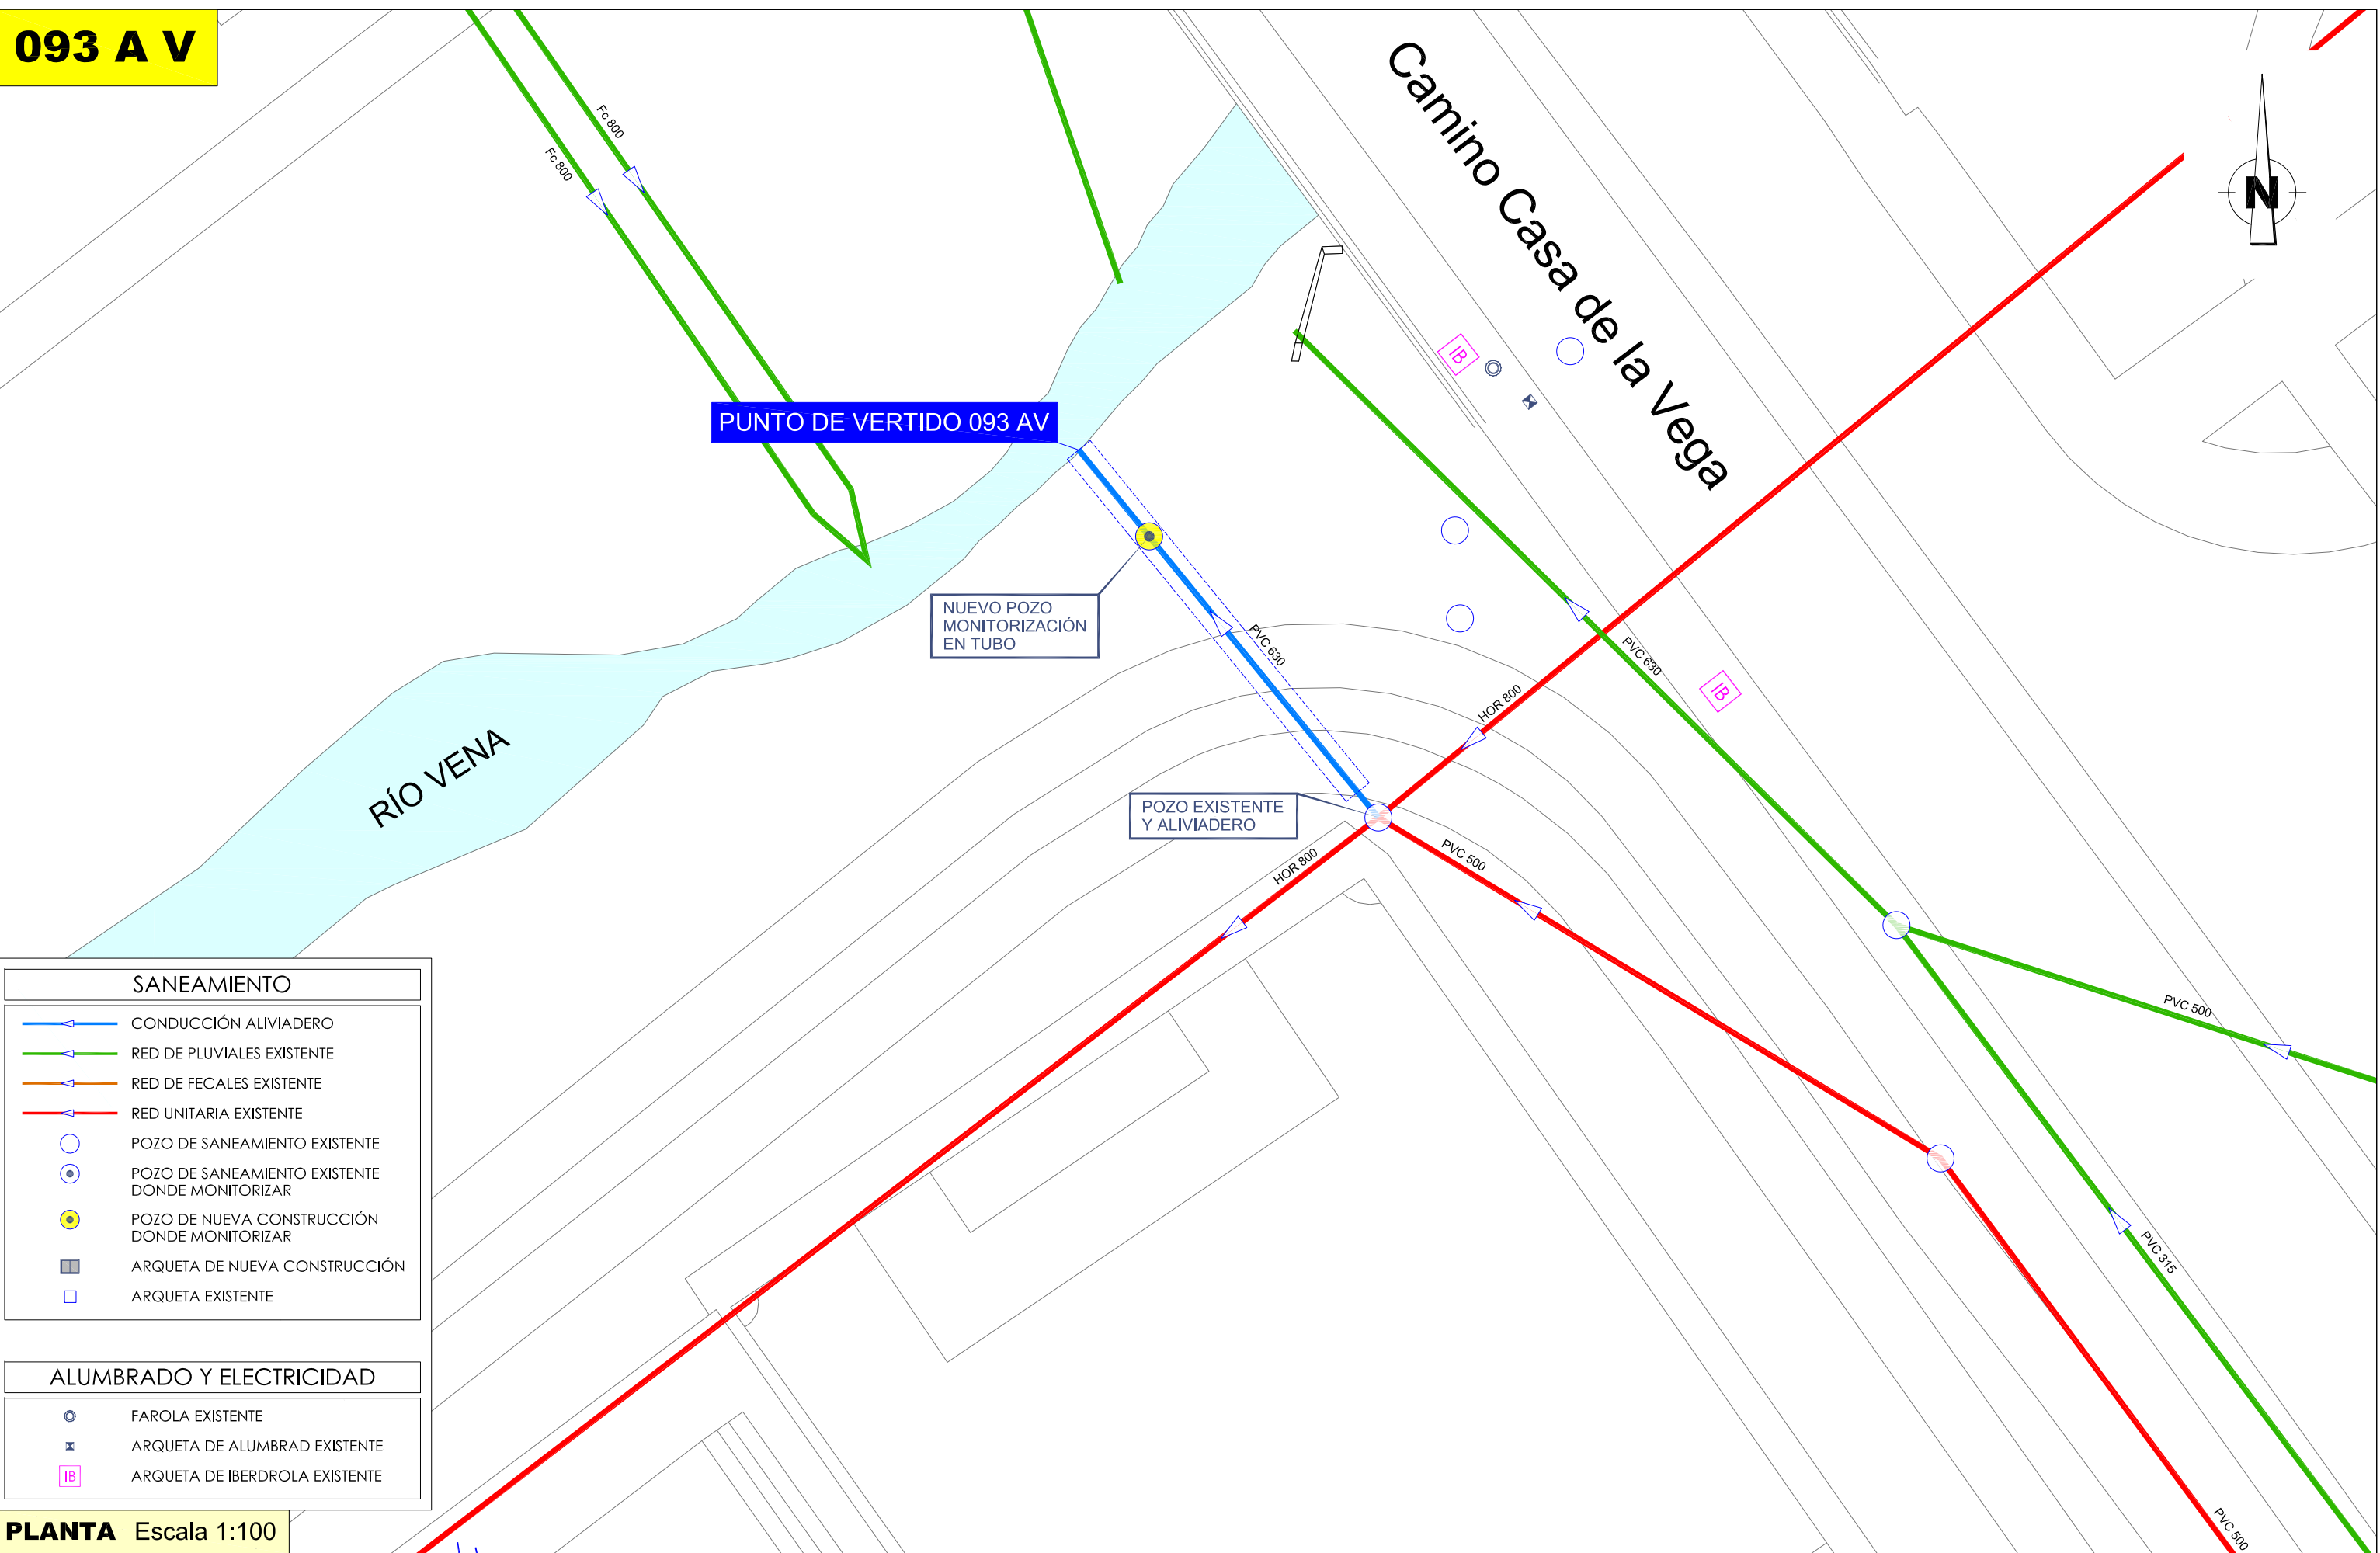 093 A V
Fc 800
Fc 800
Camino Casa de la Vega
N
IB
PUNTO DE VERTIDO 093 AV
NUEVO POZO
MONITORIZACIÓN
EN TUBO
PVC 630
PVC 630
IB
HOR 800
RÍO VENA
POZO EXISTENTE
Y ALIVIADERO
HOR 800
PVC 500
PVC 500
PVC 315
PVC 500
SANEAMIENTO
CONDUCCIÓN ALIVIADERO
RED DE PLUVIALES EXISTENTE
RED DE FECALES EXISTENTE
RED UNITARIA EXISTENTE
POZO DE SANEAMIENTO EXISTENTE
POZO DE SANEAMIENTO EXISTENTE
DONDE MONITORIZAR
POZO DE NUEVA CONSTRUCCIÓN
DONDE MONITORIZAR
ARQUETA DE NUEVA CONSTRUCCIÓN
ARQUETA EXISTENTE
ALUMBRADO Y ELECTRICIDAD
FAROLA EXISTENTE
ARQUETA DE ALUMBRAD EXISTENTE
IB ARQUETA DE IBERDROLA EXISTENTE
PLANTA Escala 1:100